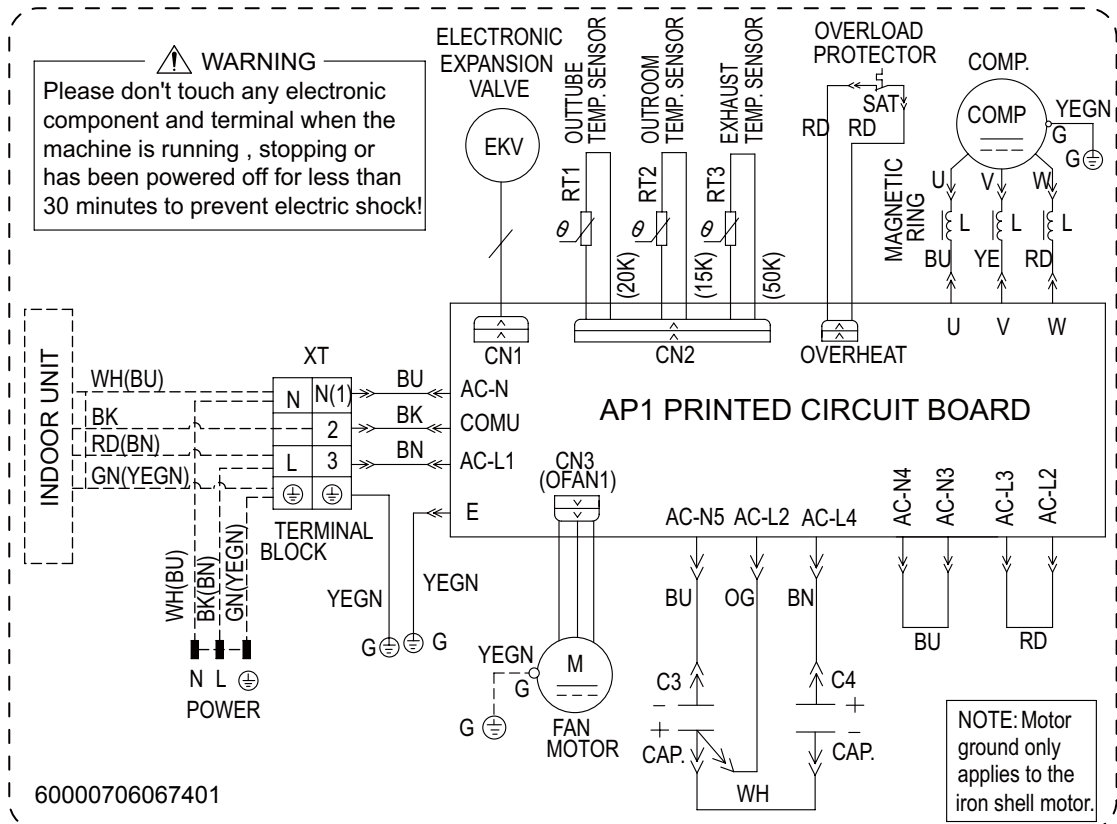 WARNING
Please don't touch any electronic
component and terminal when the
machine is running , stopping or
has been powered off for less than
30 minutes to prevent electric shock!
ELECTRONIC
EXPANSION
VALVE
EKV
OUTTUBE
TEMP. SENSOR
OUTROOM
TEMP. SENSOR
EXHAUST
TEMP. SENSOR
RT1
RT2
RT3
θ
θ
θ
(20K)
(15K)
(50K)
OVERLOAD
PROTECTOR
SAT
RD
RD
COMP.
COMP
YEGN
G
G
MAGNETIC
RING
U
V
W
L
L
L
BU
YE
RD
CN1
CN2
OVERHEAT
U
V
W
INDOOR UNIT
WH(BU)
BK
RD(BN)
GN(YEGN)
XT
N
N(1)
2
L
3
TERMINAL
BLOCK
BU
BK
BN
AC-N
COMU
AC-L1
E
AP1 PRINTED CIRCUIT BOARD
CN3
(OFAN1)
AC-N5
AC-L2
AC-L4
AC-N4
AC-N3
AC-L3
AC-L2
WH(BU)
BK(BN)
GN(YEGN)
N
L
POWER
YEGN
YEGN
G
G
YEGN
G
G
M
FAN
MOTOR
BU
OG
BN
BU
RD
C3
-
+
CAP.
C4
+
-
CAP.
WH
NOTE: Motor
ground only
applies to the
iron shell motor.
60000706067401